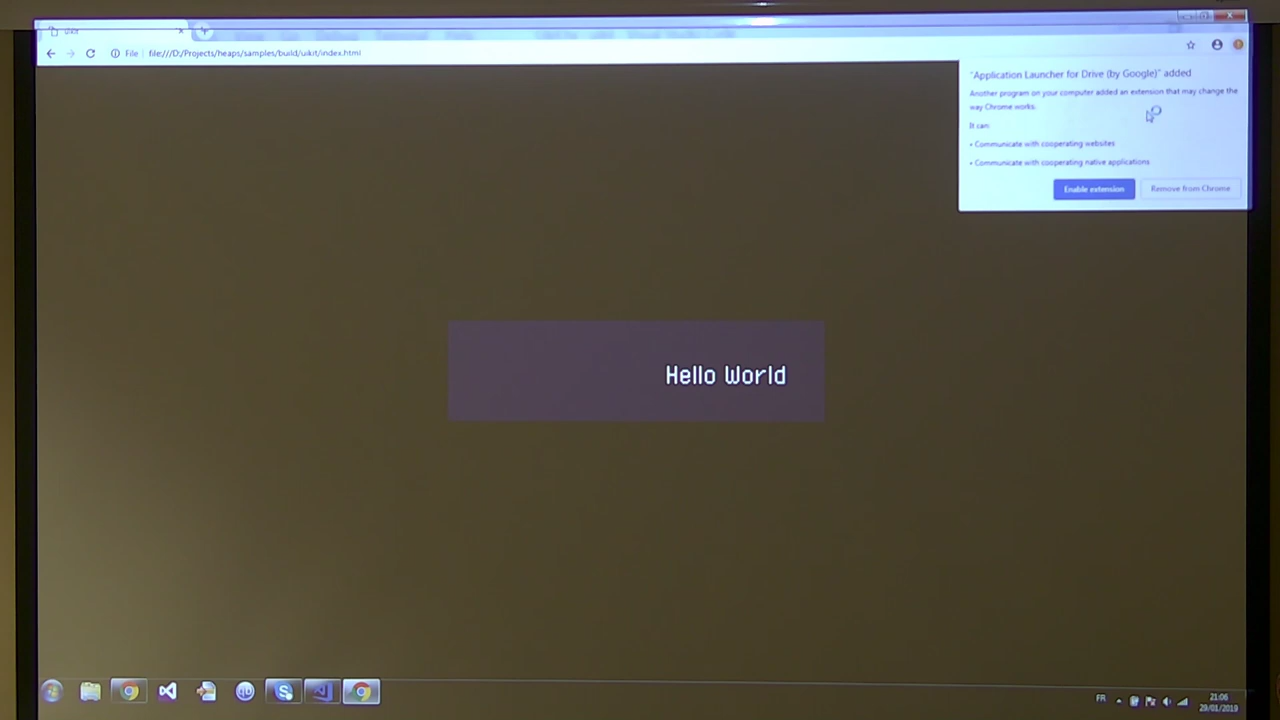 uikit
File
file:///D:/Projects/heaps/samples/build/uikit/index.html
"Application Launcher for Drive (by Google)" added
Another program on your computer added an extension that may change the
way Chrome works.
It can:
• Communicate with cooperating websites
• Communicate with cooperating native applications
Enable extension
Remove from Chrome
Hello World
FR
21:06
29/01/2019